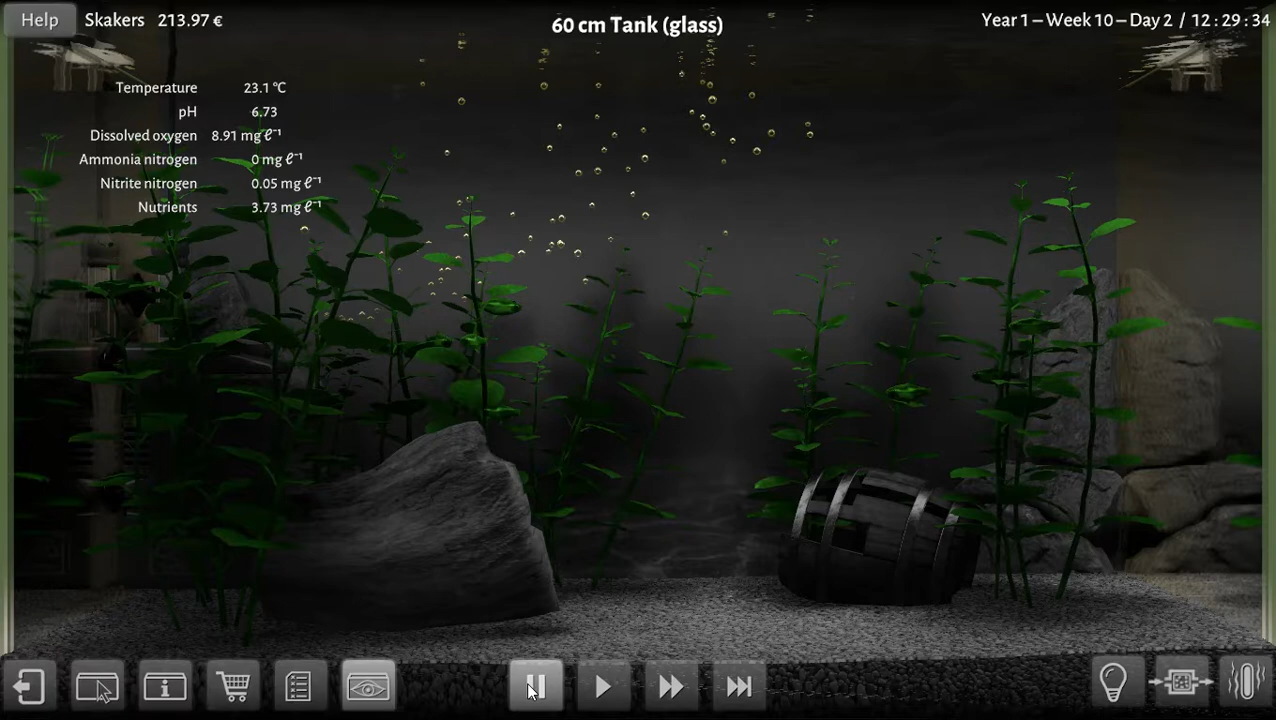 Help Skakers 213.97 €
60 cm Tank (glass)
Year 1 – Week 10 – Day 2 / 12:29:34
Temperature 23.1 °C
pH 6.73
Dissolved oxygen 8.91 mg ℓ⁻¹
Ammonia nitrogen 0 mg ℓ⁻¹
Nitrite nitrogen 0.05 mg ℓ⁻¹
Nutrients 3.73 mg ℓ⁻¹